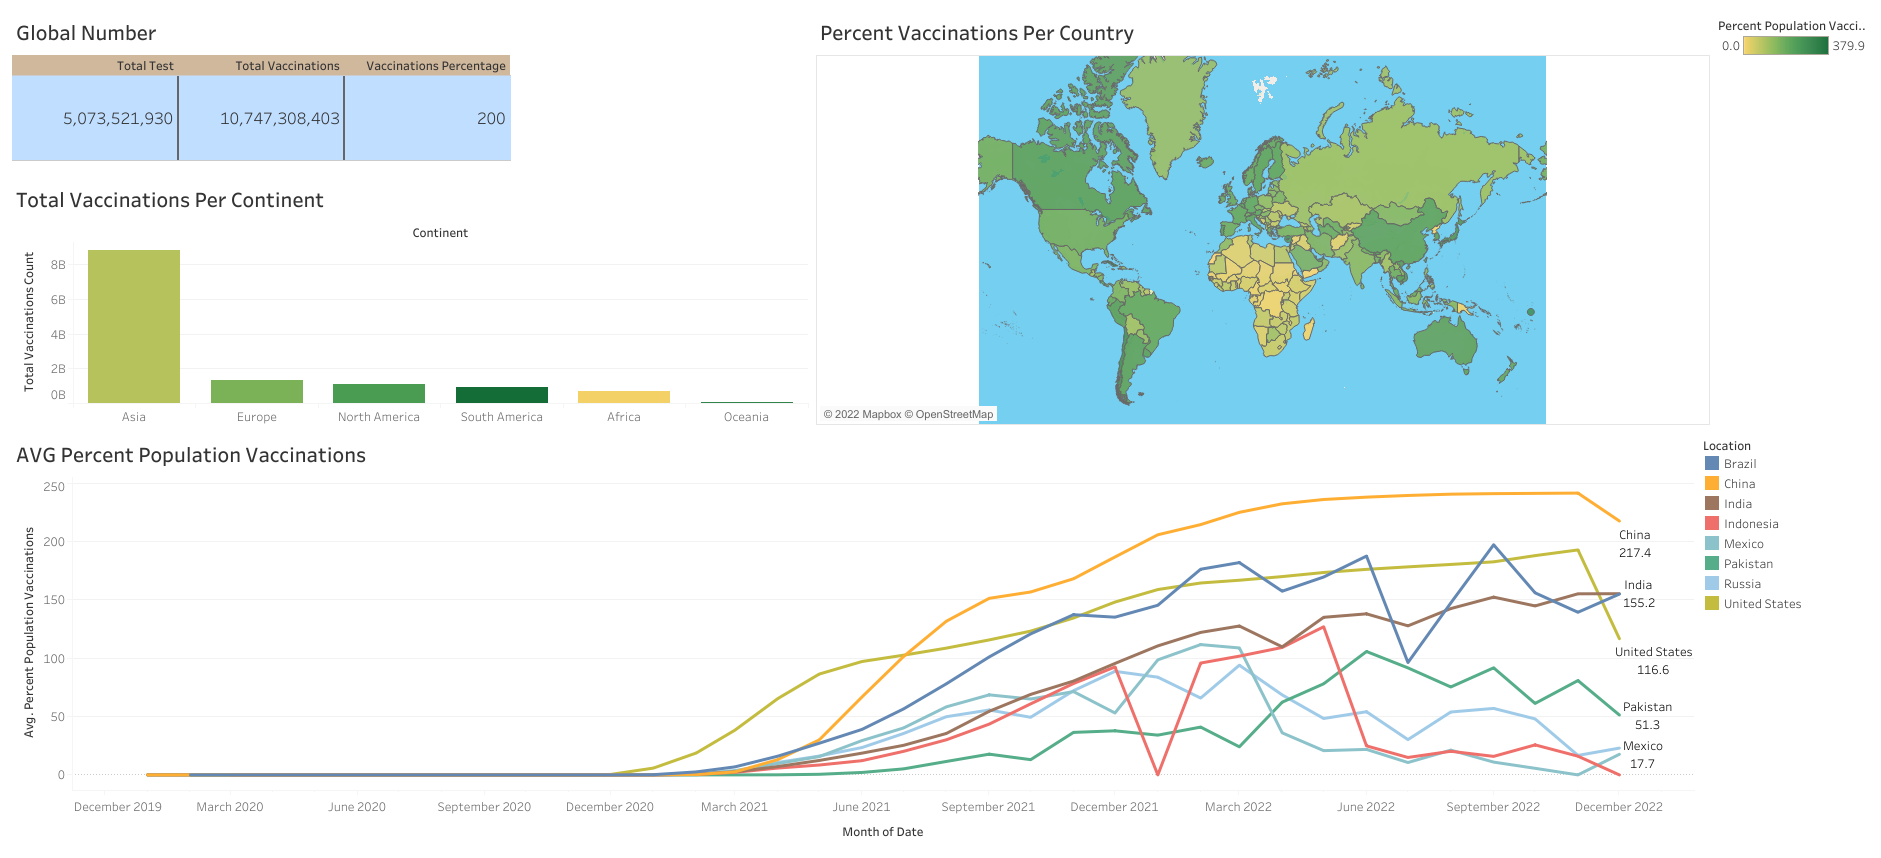 Global Number
Total Test Total Vaccinations Vaccinations Percentage
5,073,521,930 10,747,308,403 200
Total Vaccinations Per Continent
Continent
Total Vaccinations Count
8B
6B
4B
2B
0B
Asia Europe North America South America Africa Oceania
Percent Vaccinations Per Country
© 2022 Mapbox © OpenStreetMap
Percent Population Vacci..
0.0 379.9
AVG Percent Population Vaccinations
Avg. Percent Population Vaccinations
250
200
150
100
50
0
China
217.4
India
155.2
United States
116.6
Pakistan
51.3
Mexico
17.7
December 2019 March 2020 June 2020 September 2020 December 2020 March 2021 June 2021 September 2021 December 2021 March 2022 June 2022 September 2022 December 2022
Month of Date
Location
Brazil
China
India
Indonesia
Mexico
Pakistan
Russia
United States